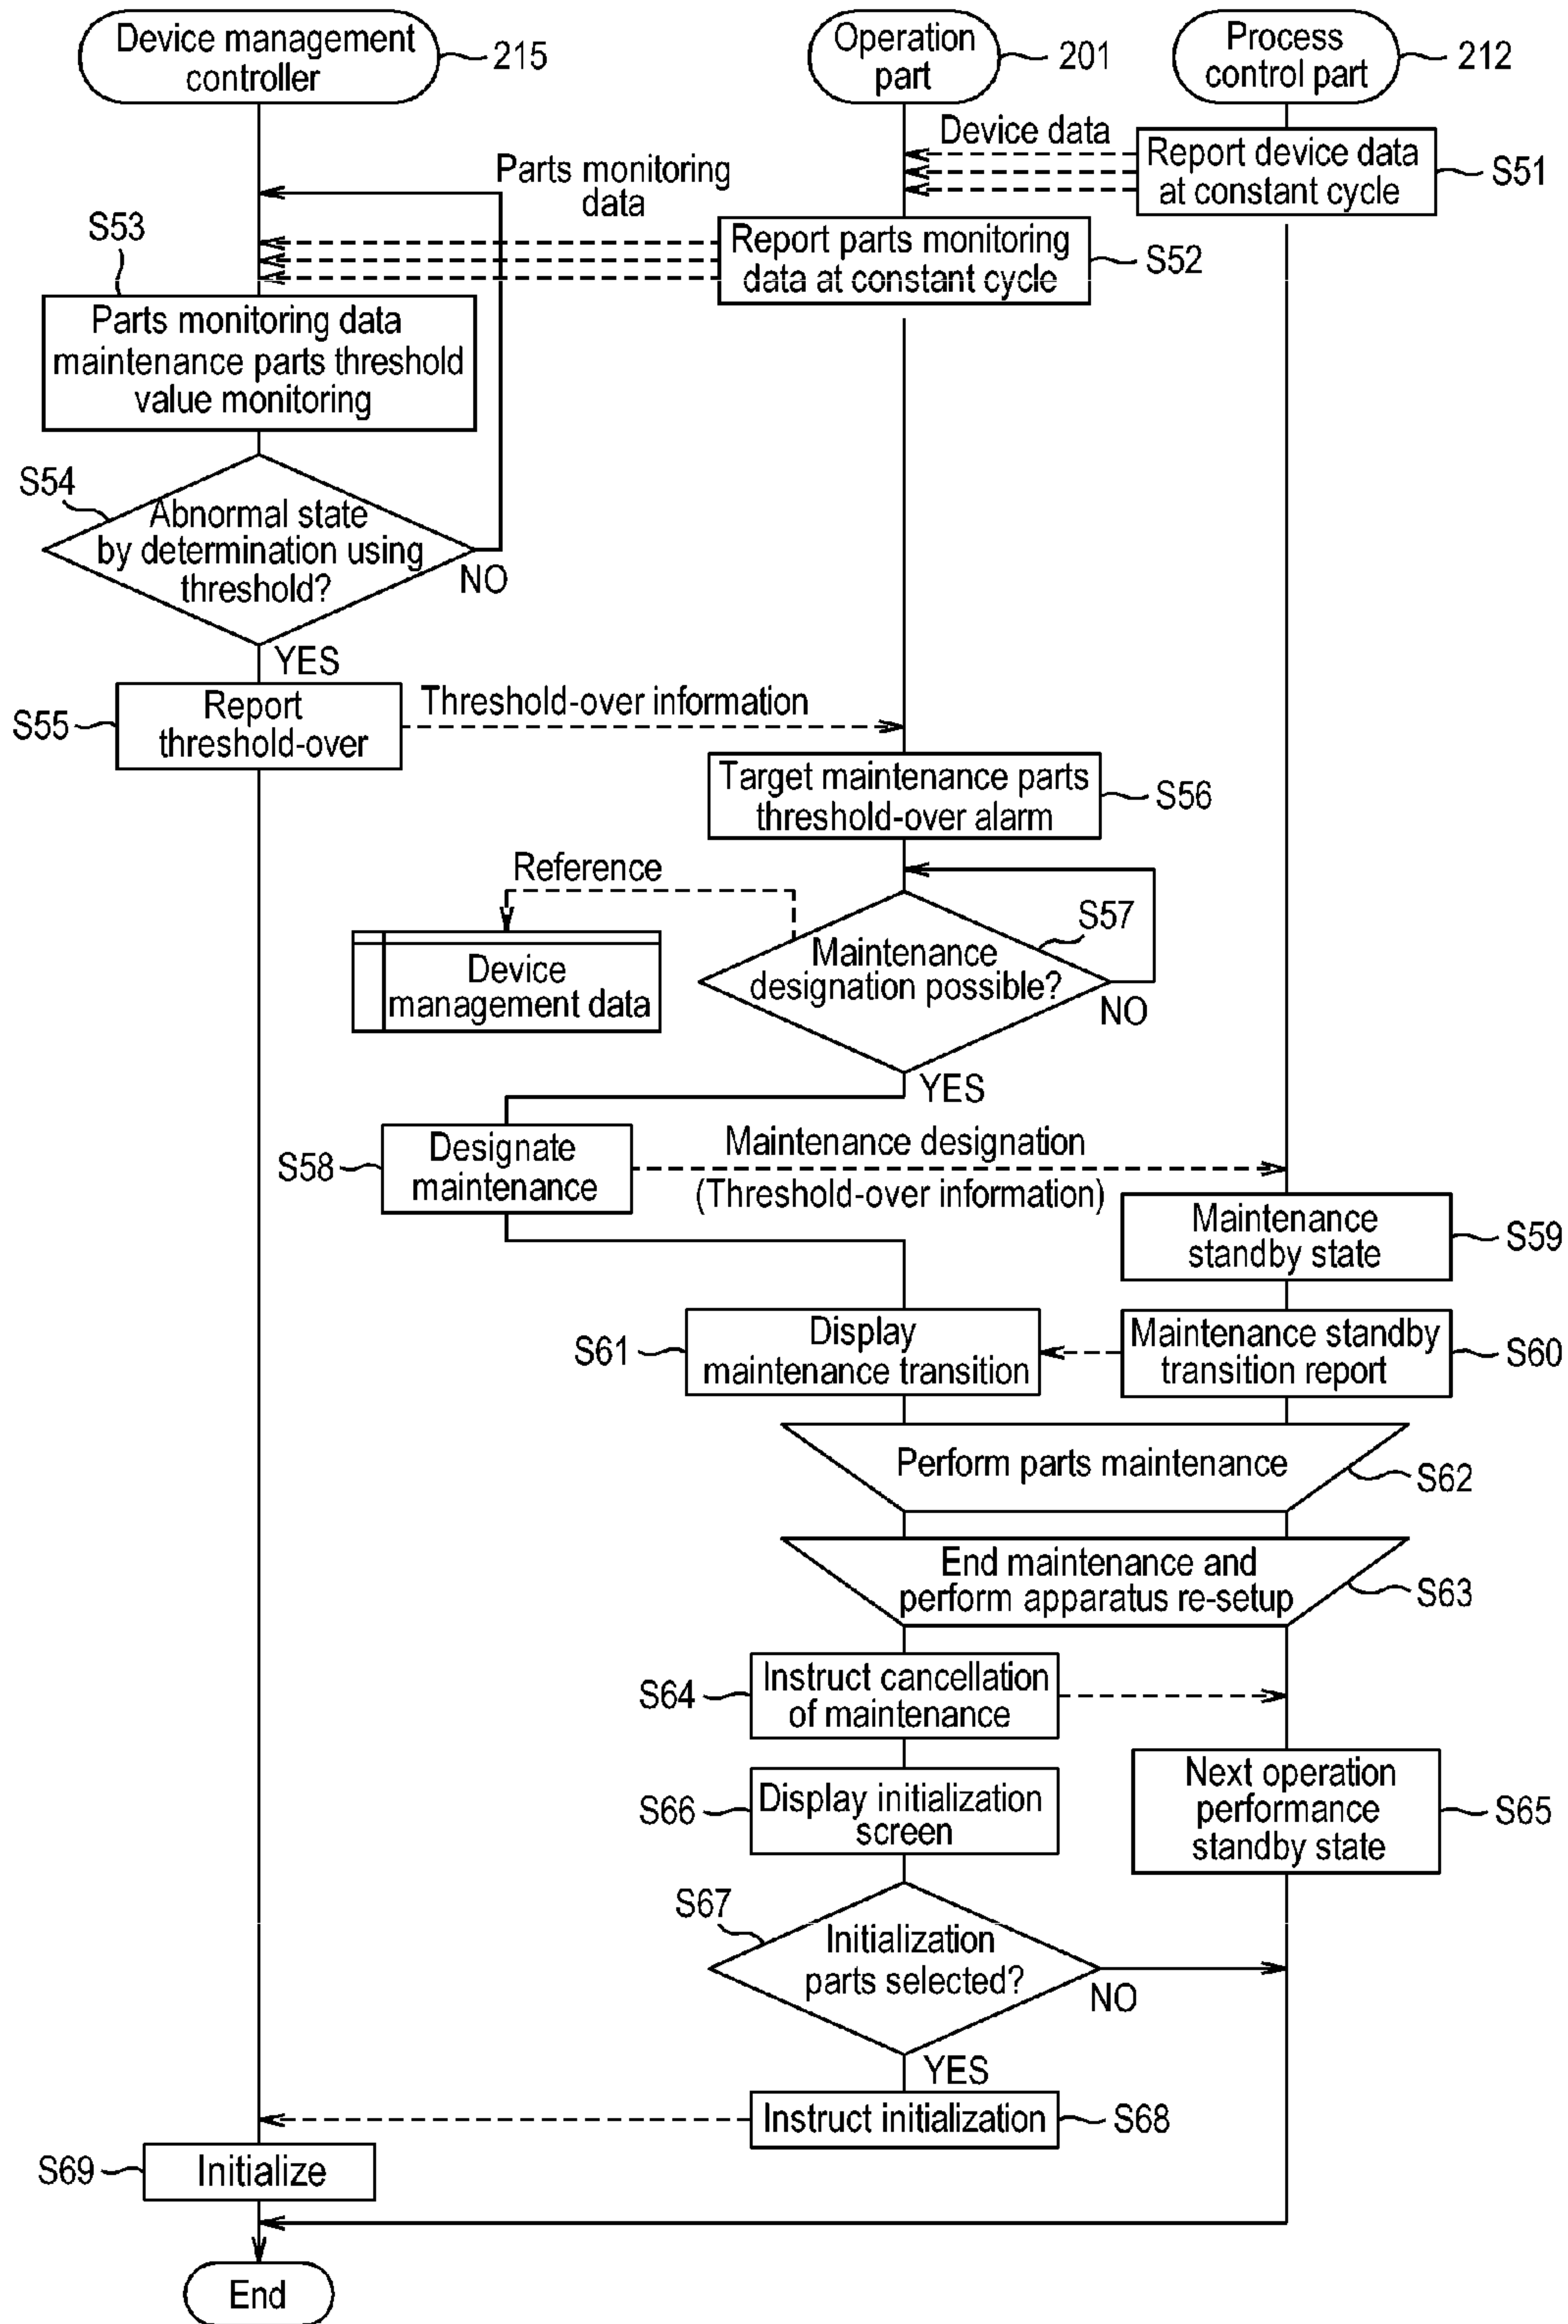 Device management
controller
215
Operation
part
201
Process
control part
212
Device data
Report device data
at constant cycle
S51
Parts monitoring
data
Report parts monitoring
data at constant cycle
S52
S53
Parts monitoring data
maintenance parts threshold
value monitoring
S54
Abnormal state
by determination using
threshold?
NO
YES
S55
Report
threshold-over
Threshold-over information
Target maintenance parts
threshold-over alarm
S56
Reference
Device
management data
S57
Maintenance
designation possible?
NO
YES
S58
Designate
maintenance
Maintenance designation
(Threshold-over information)
Maintenance
standby state
S59
S61
Display
maintenance transition
Maintenance standby
transition report
S60
Perform parts maintenance
S62
End maintenance and
perform apparatus re-setup
S63
S64
Instruct cancellation
of maintenance
S66
Display initialization
screen
Next operation
performance
standby state
S65
S67
Initialization
parts selected?
NO
YES
Instruct initialization
S68
S69
Initialize
End